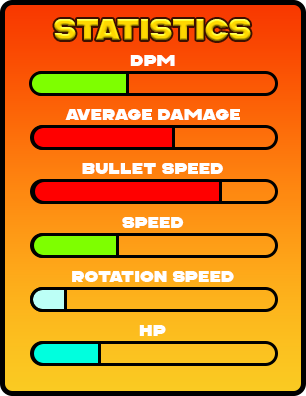 STATISTICS
DPM
AVERAGE DAMAGE
BULLET SPEED
SPEED
ROTATION SPEED
HP